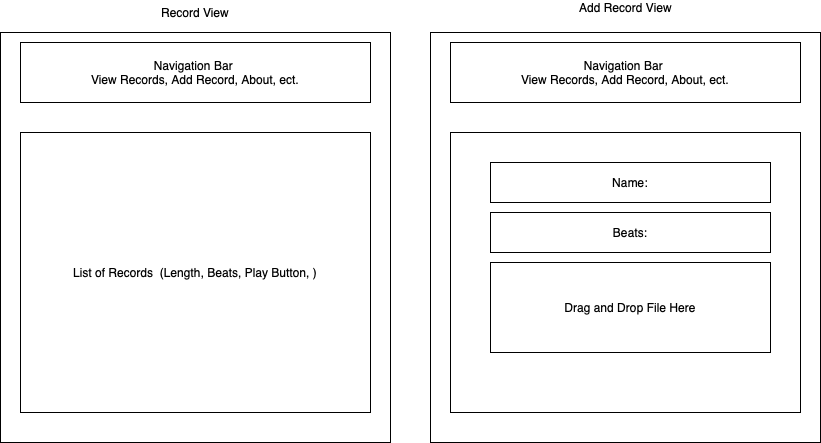 Record View
Navigation Bar
View Records, Add Record, About, ect.
List of Records  (Length, Beats, Play Button, )
Add Record View
Navigation Bar
View Records, Add Record, About, ect.
Name:
Beats:
Drag and Drop File Here